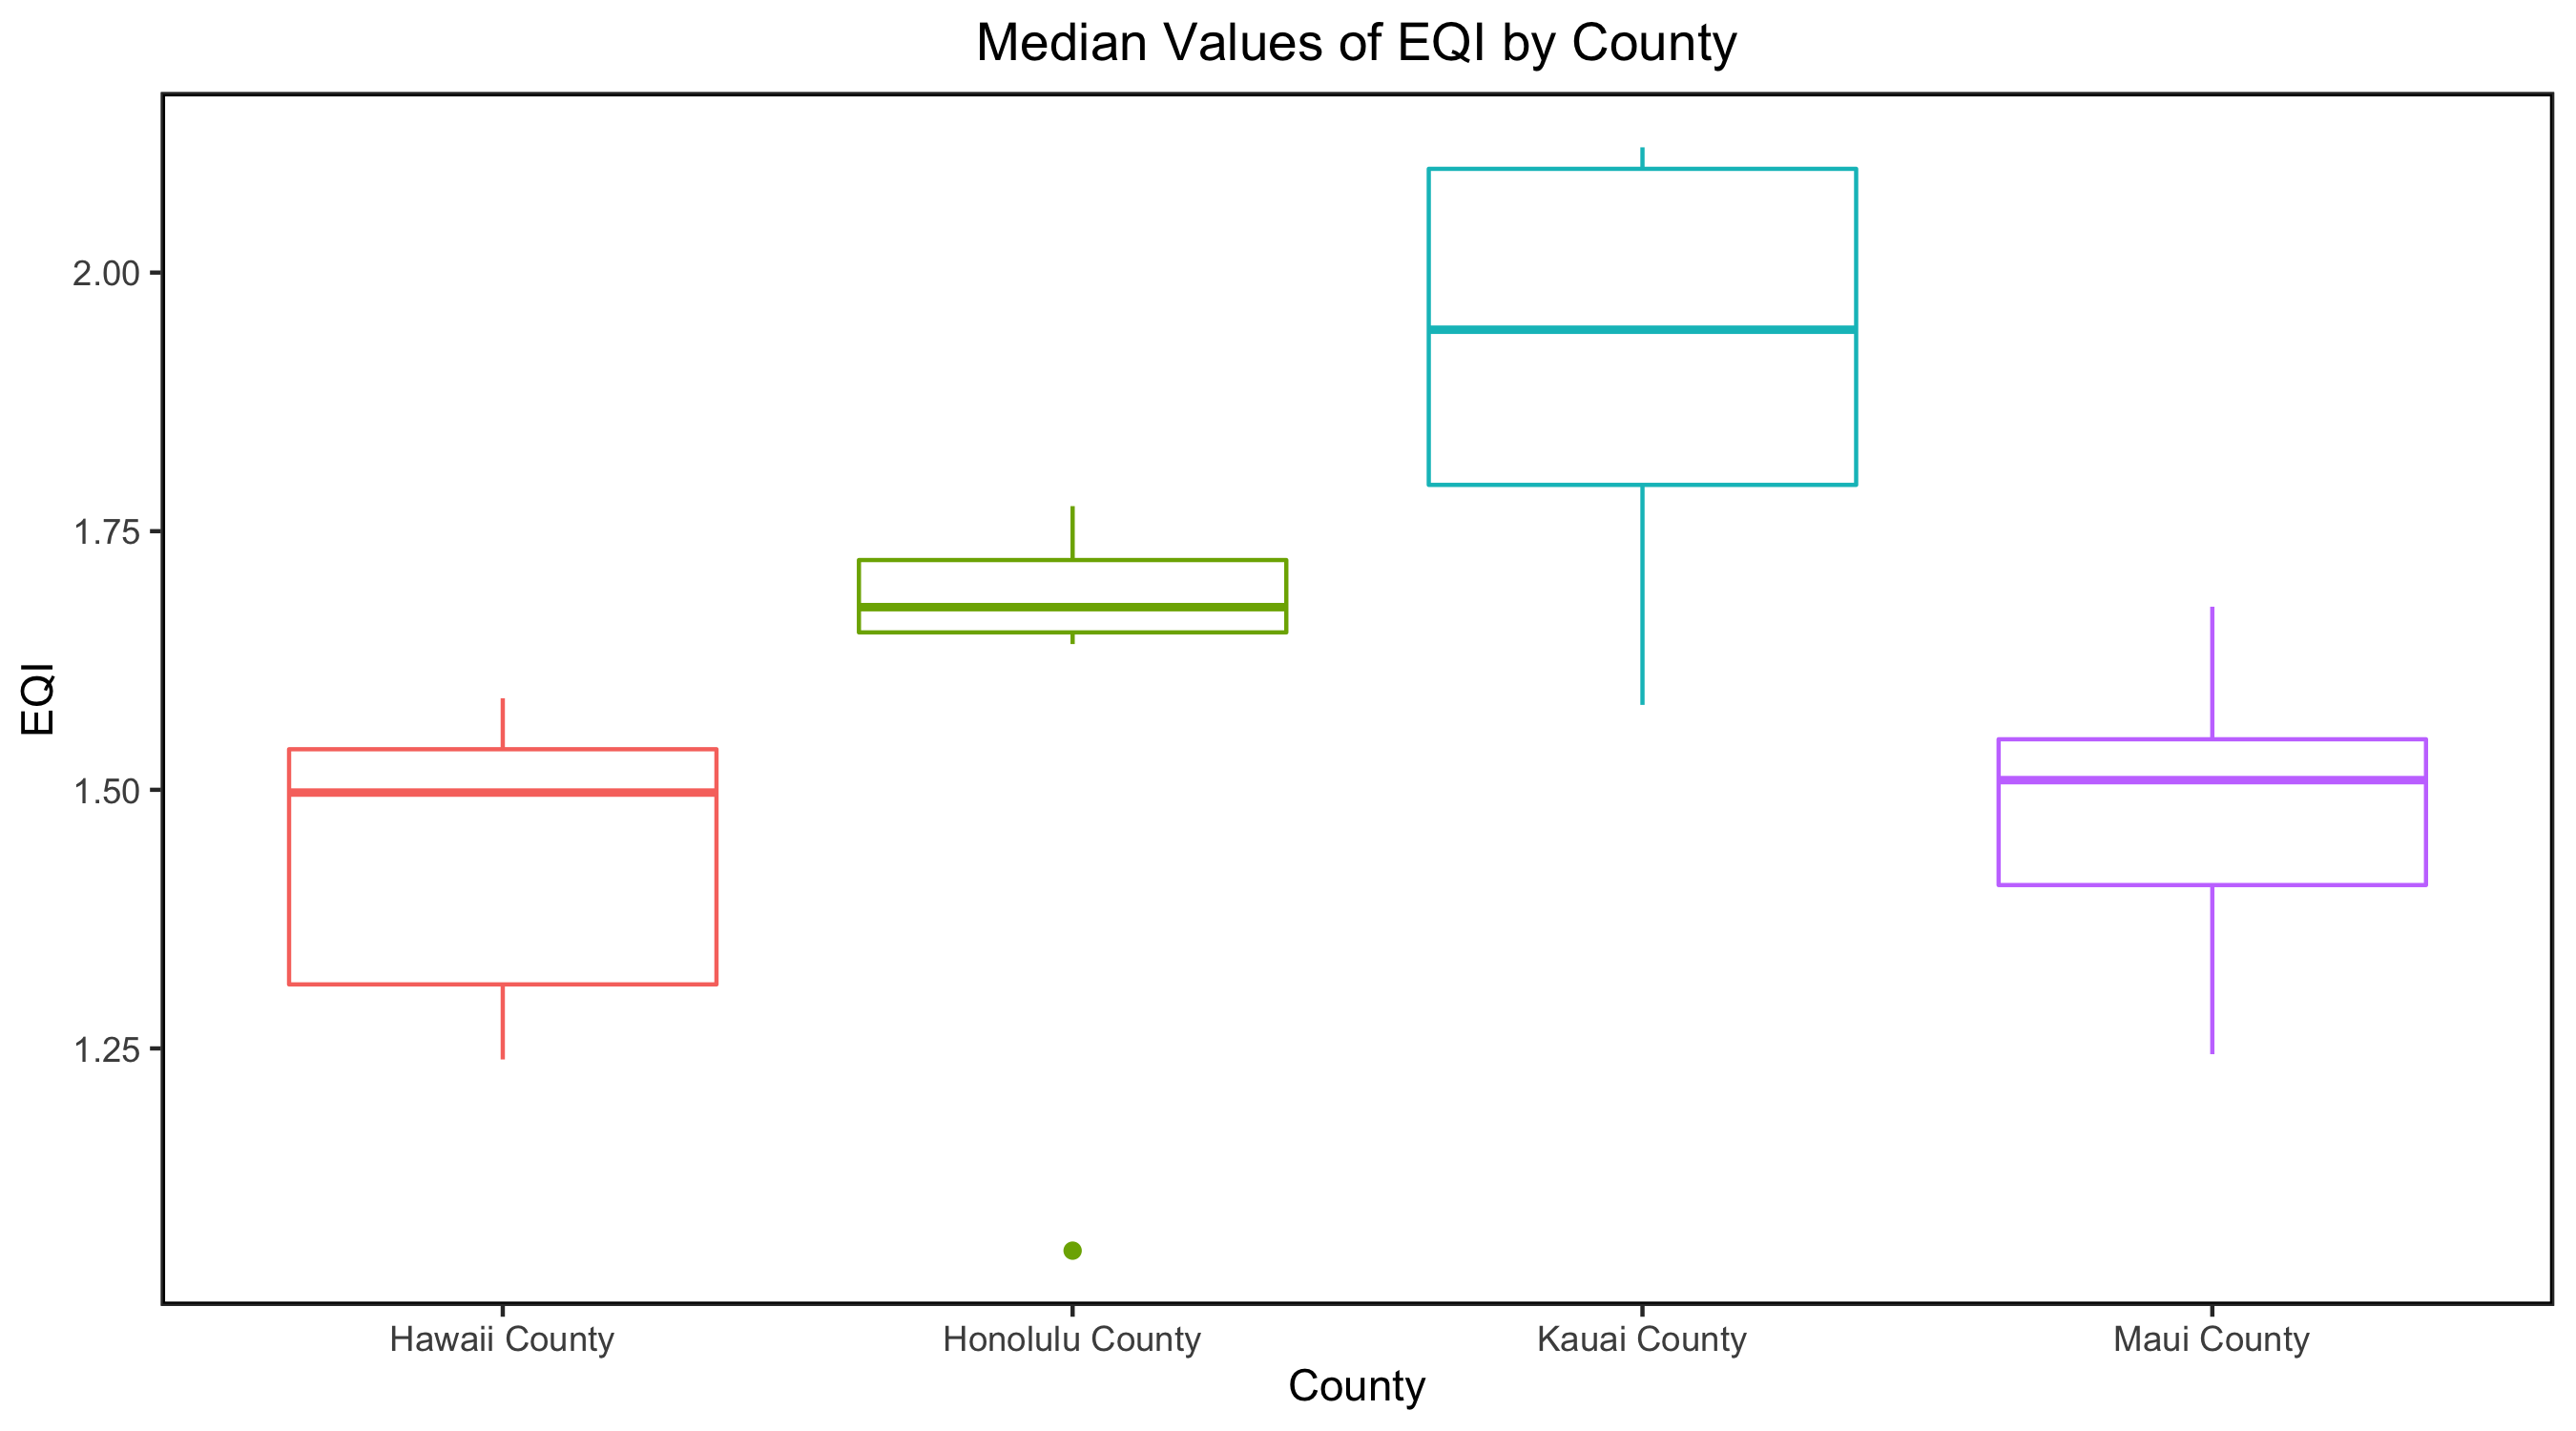 Median Values of EQI by County
EQI
2.00
1.75
1.50
1.25
Hawaii County
Honolulu County
Kauai County
Maui County
County